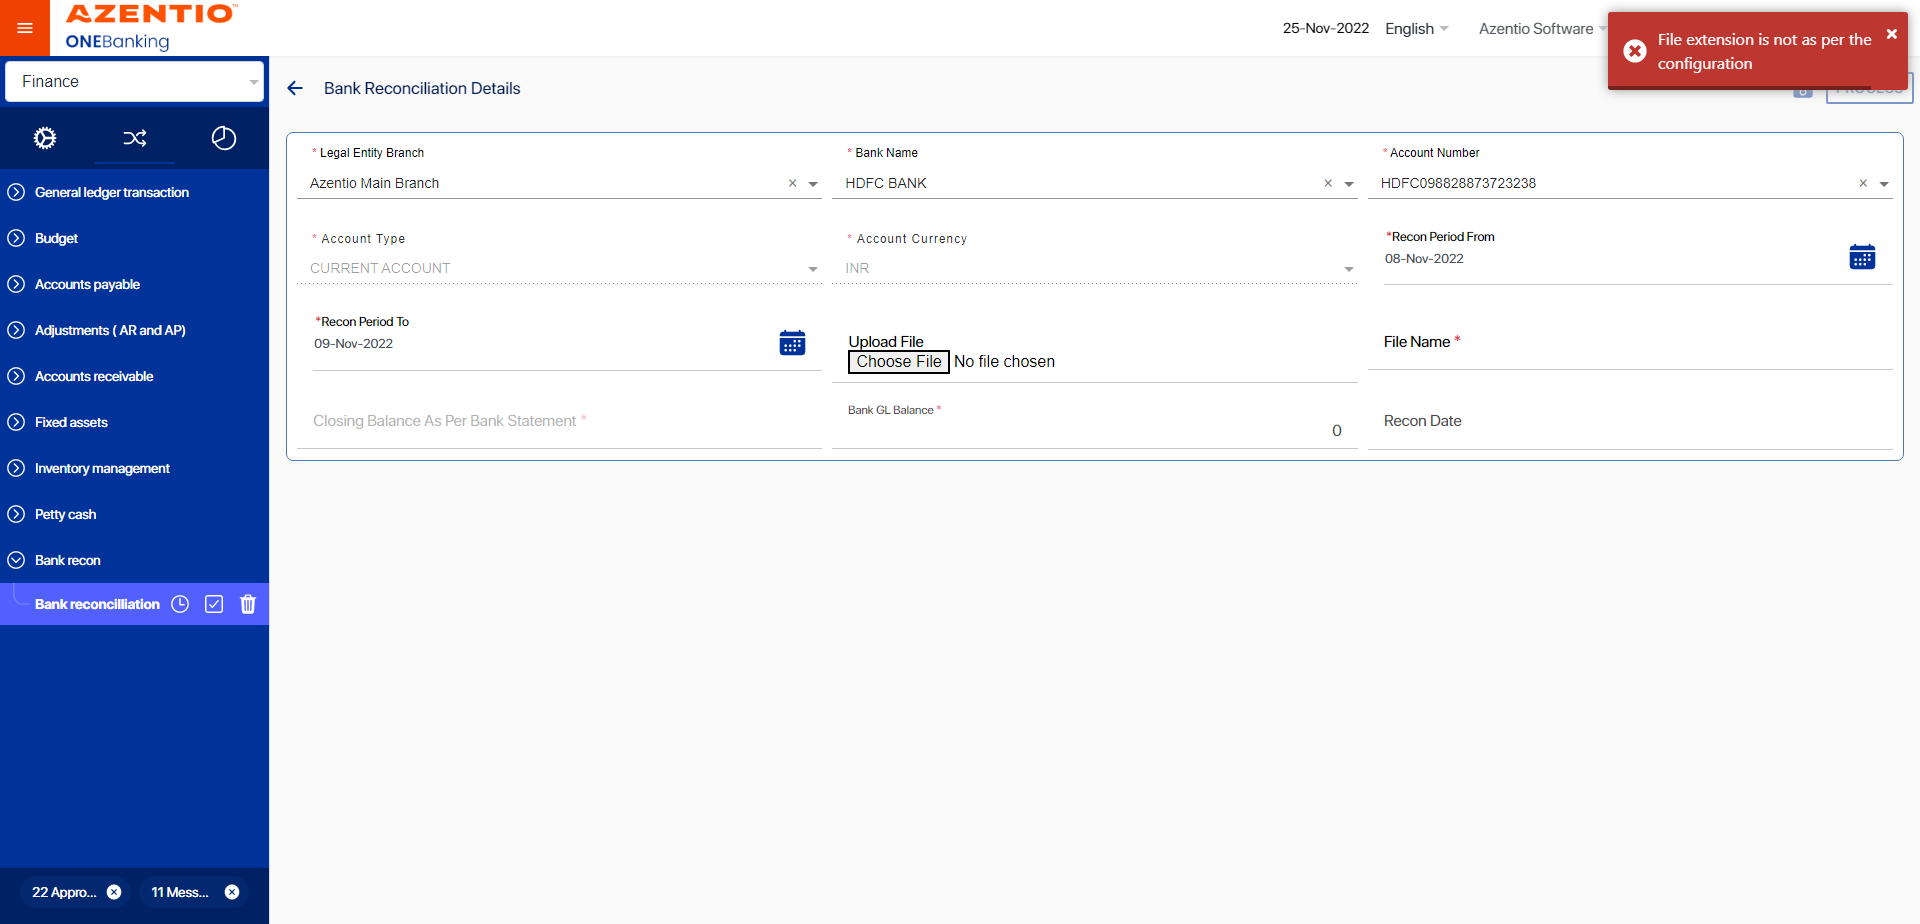 AZENTIO™
ONEBanking
25-Nov-2022 English Azentio Software
File extension is not as per the
configuration
Finance
Bank Reconciliation Details
General ledger transaction
Budget
Accounts payable
Adjustments ( AR and AP)
Accounts receivable
Fixed assets
Inventory management
Petty cash
Bank recon
Bank reconcilliation
22 Appro... 11 Mess...
* Legal Entity Branch
Azentio Main Branch
* Bank Name
HDFC BANK
* Account Number
HDFC098828873723238
* Account Type
CURRENT ACCOUNT
* Account Currency
INR
*Recon Period From
08-Nov-2022
*Recon Period To
09-Nov-2022
Upload File
Choose File No file chosen
File Name *
Closing Balance As Per Bank Statement *
Bank GL Balance *
0
Recon Date